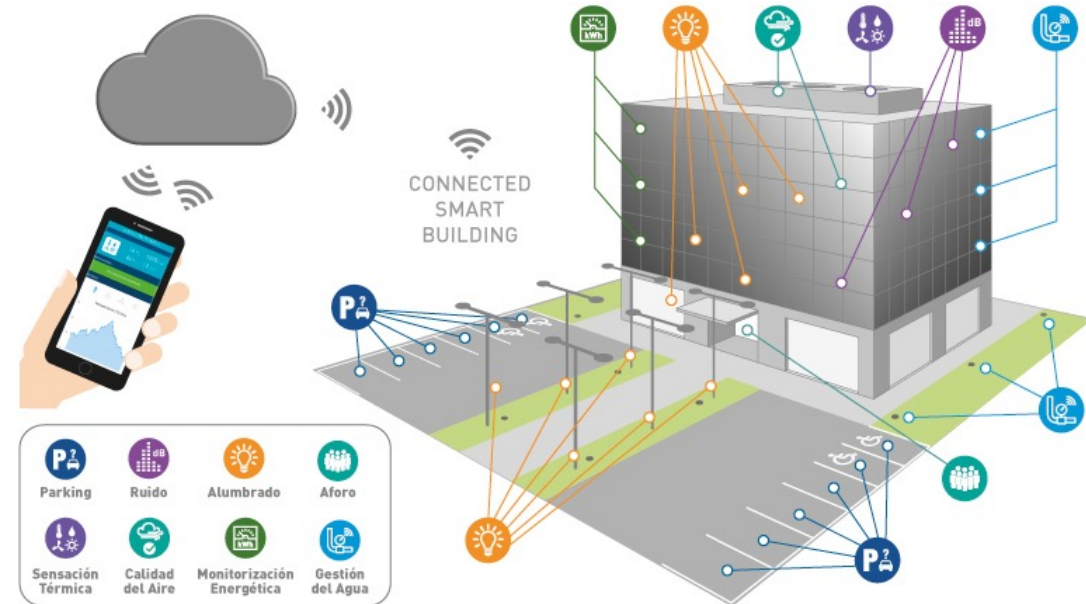 kWh
dB
CONNECTED
SMART
BUILDING
P?
P?
Parking
dB
Ruido
Alumbrado
Aforo
Sensación
Térmica
Calidad
del Aire
kWh
Monitorización
Energética
Gestión
del Agua
P?